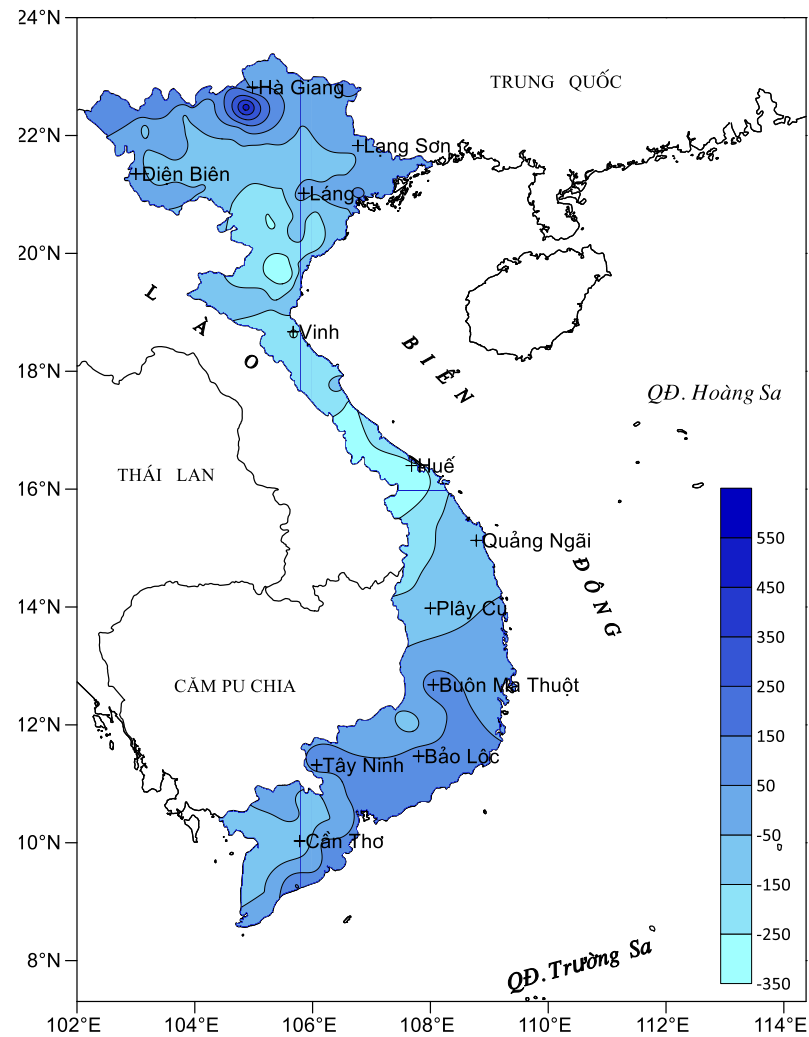 24°N
TRUNG QUỐC
Hà Giang
22°N
Lạng Sơn
Điện Biên
Láng
20°N
L À O
Vinh
BIỂN
18°N
QĐ. Hoàng Sa
THÁI LAN
Huế
16°N
Quảng Ngãi
ĐÔNG
550
14°N
Plây Cu
450
350
CĂM PU CHIA
Buôn Ma Thuột
250
12°N
150
Bảo Lộc
Tây Ninh
50
10°N
Cần Thơ
-50
-150
-250
8°N
QĐ. Trường Sa
-350
102°E
104°E
106°E
108°E
110°E
112°E
114°E